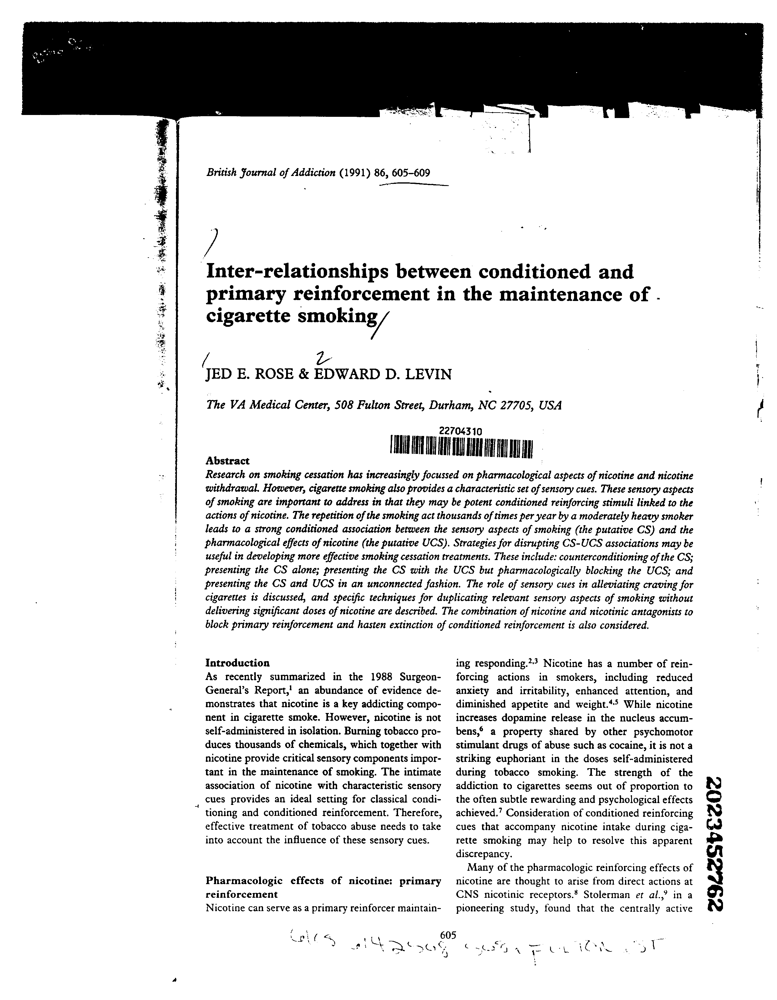 British Journal of Addiction (1991) 86, 605–609
Inter-relationships between conditioned and
primary reinforcement in the maintenance of
cigarette smoking
JED E. ROSE & EDWARD D. LEVIN
The VA Medical Center, 508 Fulton Street, Durham, NC 27705, USA
22704310
Abstract
Research on smoking cessation has increasingly focussed on pharmacological aspects of nicotine and nicotine
withdrawal. However, cigarette smoking also provides a characteristic set of sensory cues. These sensory aspects
of smoking are important to address in that they may be potent conditioned reinforcing stimuli linked to the
actions of nicotine. The repetition of the smoking act thousands of times per year by a moderately heavy smoker
leads to a strong conditioned association between the sensory aspects of smoking (the putative CS) and the
pharmacological effects of nicotine (the putative UCS). Strategies for disrupting CS-UCS associations may be
useful in developing more effective smoking cessation treatments. These include: counterconditioning of the CS;
presenting the CS alone; presenting the CS with the UCS but pharmacologically blocking the UCS; and
presenting the CS and UCS in an unconnected fashion. The role of sensory cues in alleviating craving for
cigarettes is discussed, and specific techniques for duplicating relevant sensory aspects of smoking without
delivering significant doses of nicotine are described. The combination of nicotine and nicotinic antagonists to
block primary reinforcement and hasten extinction of conditioned reinforcement is also considered.
Introduction
As recently summarized in the 1988 Surgeon-
General's Report,1 an abundance of evidence de-
monstrates that nicotine is a key addicting compo-
nent in cigarette smoke. However, nicotine is not
self-administered in isolation. Burning tobacco pro-
duces thousands of chemicals, which together with
nicotine provide critical sensory components impor-
tant in the maintenance of smoking. The intimate
association of nicotine with characteristic sensory
cues provides an ideal setting for classical condi-
tioning and conditioned reinforcement. Therefore,
effective treatment of tobacco abuse needs to take
into account the influence of these sensory cues.
Pharmacologic effects of nicotine: primary
reinforcement
Nicotine can serve as a primary reinforcer maintain-
ing responding.2,3 Nicotine has a number of rein-
forcing actions in smokers, including reduced
anxiety and irritability, enhanced attention, and
diminished appetite and weight.4,5 While nicotine
increases dopamine release in the nucleus accum-
bens,6 a property shared by other psychomotor
stimulant drugs of abuse such as cocaine, it is not a
striking euphoriant in the doses self-administered
during tobacco smoking. The strength of the
addiction to cigarettes seems out of proportion to
the often subtle rewarding and psychological effects
achieved.7 Consideration of conditioned reinforcing
cues that accompany nicotine intake during ciga-
rette smoking may help to resolve this apparent
discrepancy.
Many of the pharmacologic reinforcing effects of
nicotine are thought to arise from direct actions at
CNS nicotinic receptors.8 Stolerman et al.,9 in a
pioneering study, found that the centrally active
2023452762
605